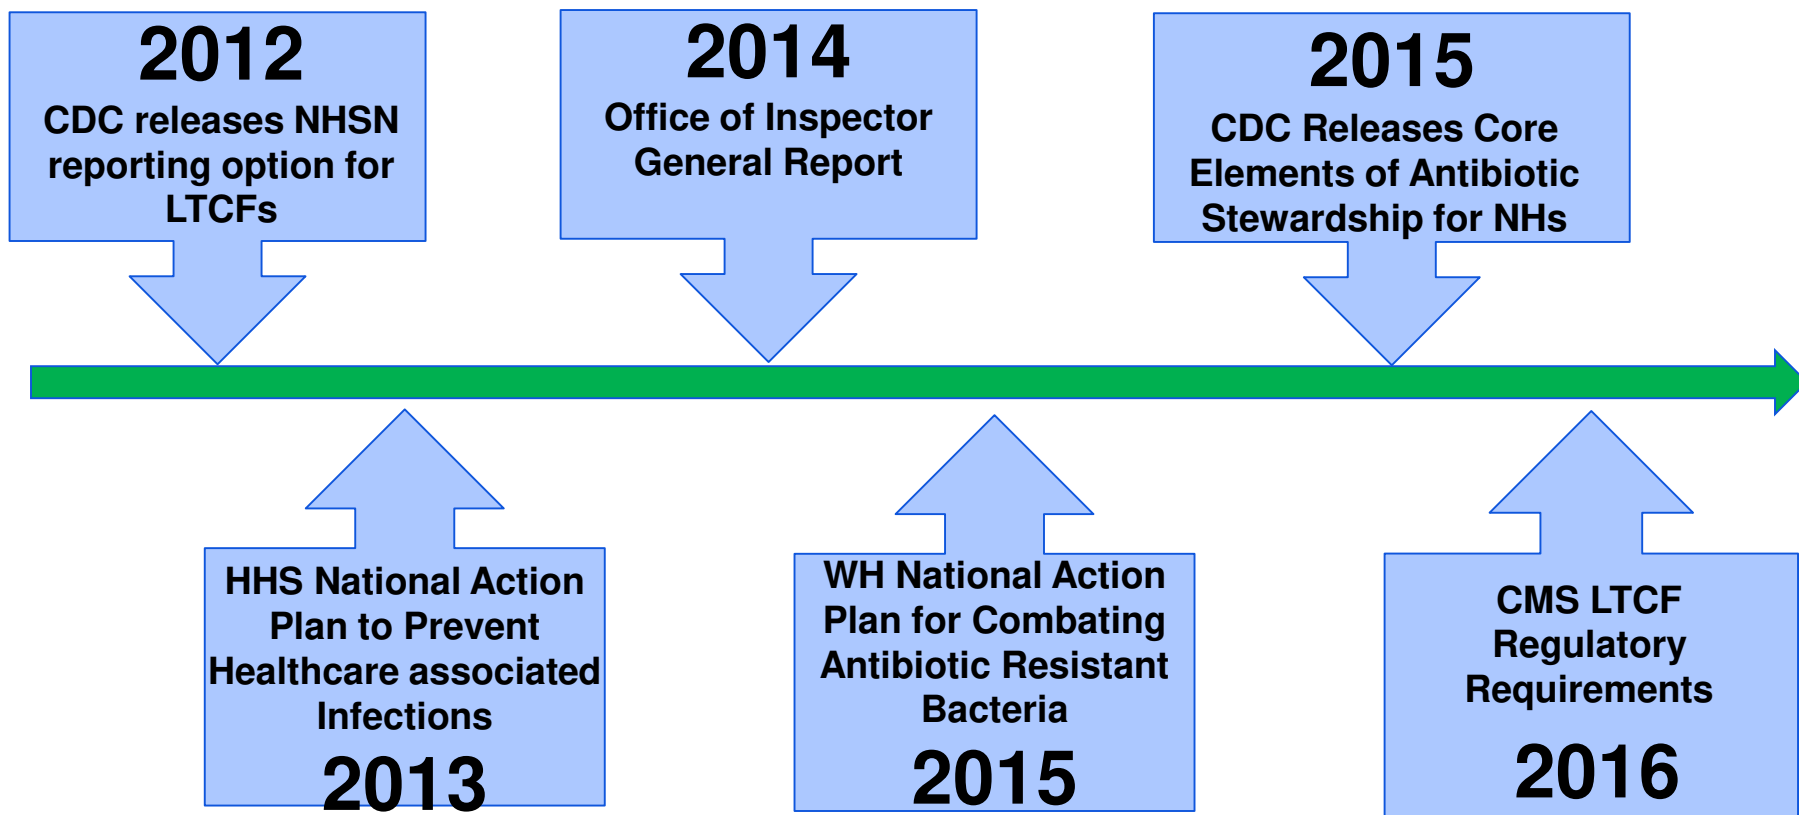 2012
CDC releases NHSN
reporting option for
LTCFs
2014
Office of Inspector
General Report
2015
CDC Releases Core
Elements of Antibiotic
Stewardship for NHs
HHS National Action
Plan to Prevent
Healthcare associated
Infections
2013
WH National Action
Plan for Combating
Antibiotic Resistant
Bacteria
2015
CMS LTCF
Regulatory
Requirements
2016